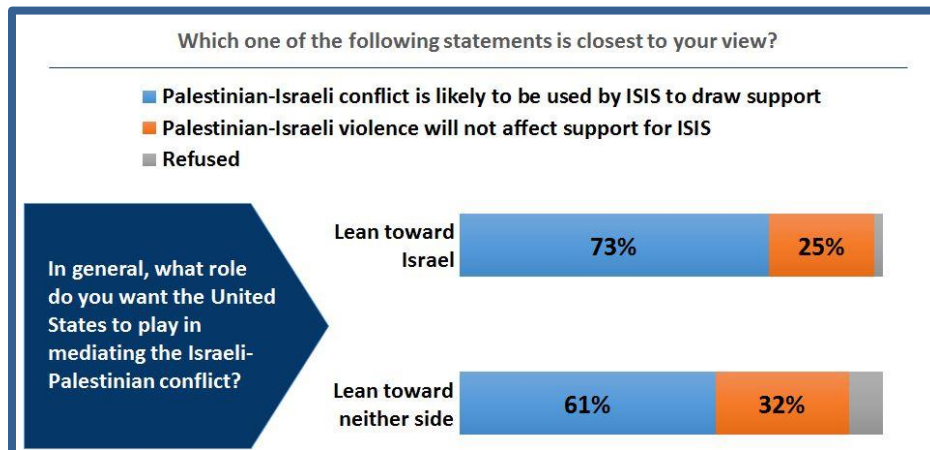 Which one of the following statements is closest to your view?
Palestinian-Israeli conflict is likely to be used by ISIS to draw support
Palestinian-Israeli violence will not affect support for ISIS
Refused
In general, what role
do you want the United
States to play in
mediating the Israeli-
Palestinian conflict?
Lean toward
Israel
73%
25%
Lean toward
neither side
61%
32%